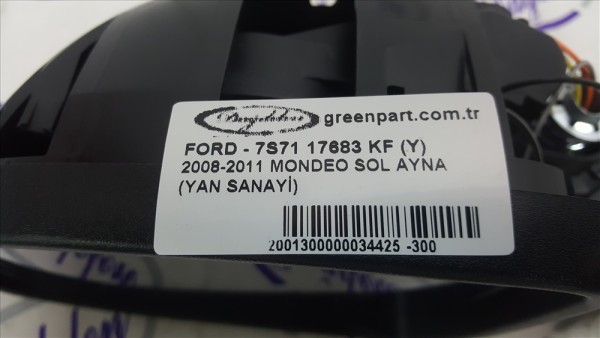 greenpart.com.tr
FORD - 7S71 17683 KF (Y)
2008-2011 MONDEO SOL AYNA
(YAN SANAYİ)
2001300000034425 -300